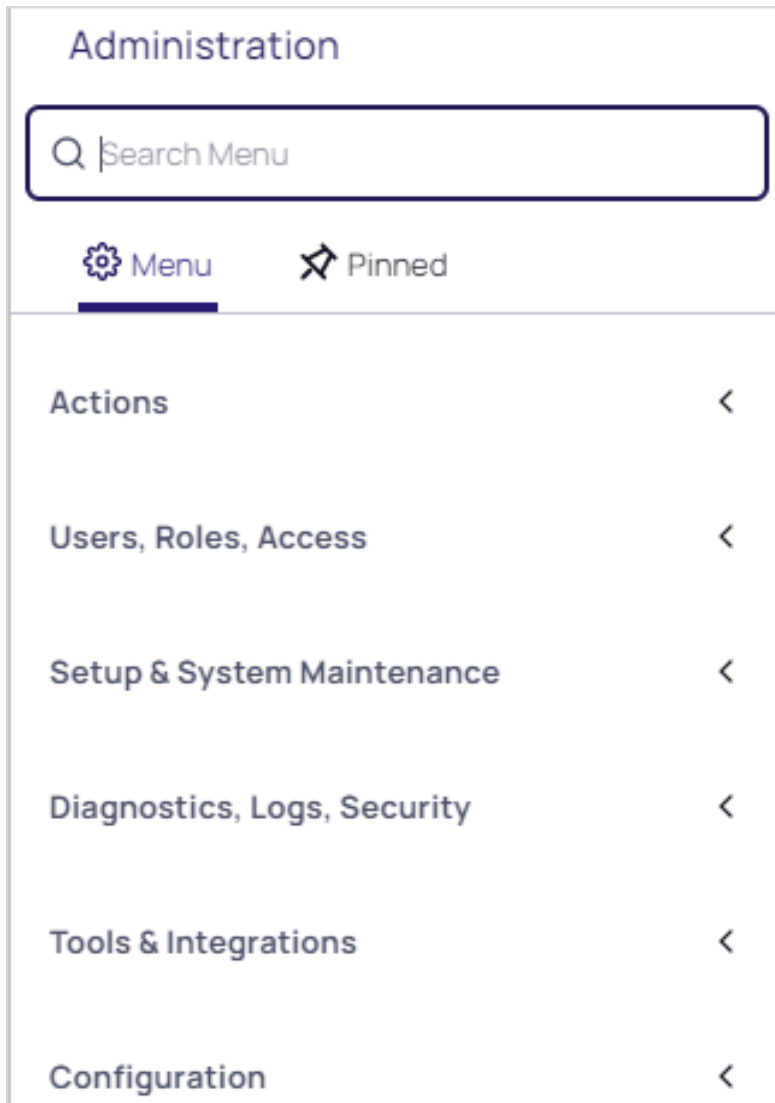 Administration
Search Menu
Menu Pinned
Actions
Users, Roles, Access
Setup & System Maintenance
Diagnostics, Logs, Security
Tools & Integrations
Configuration